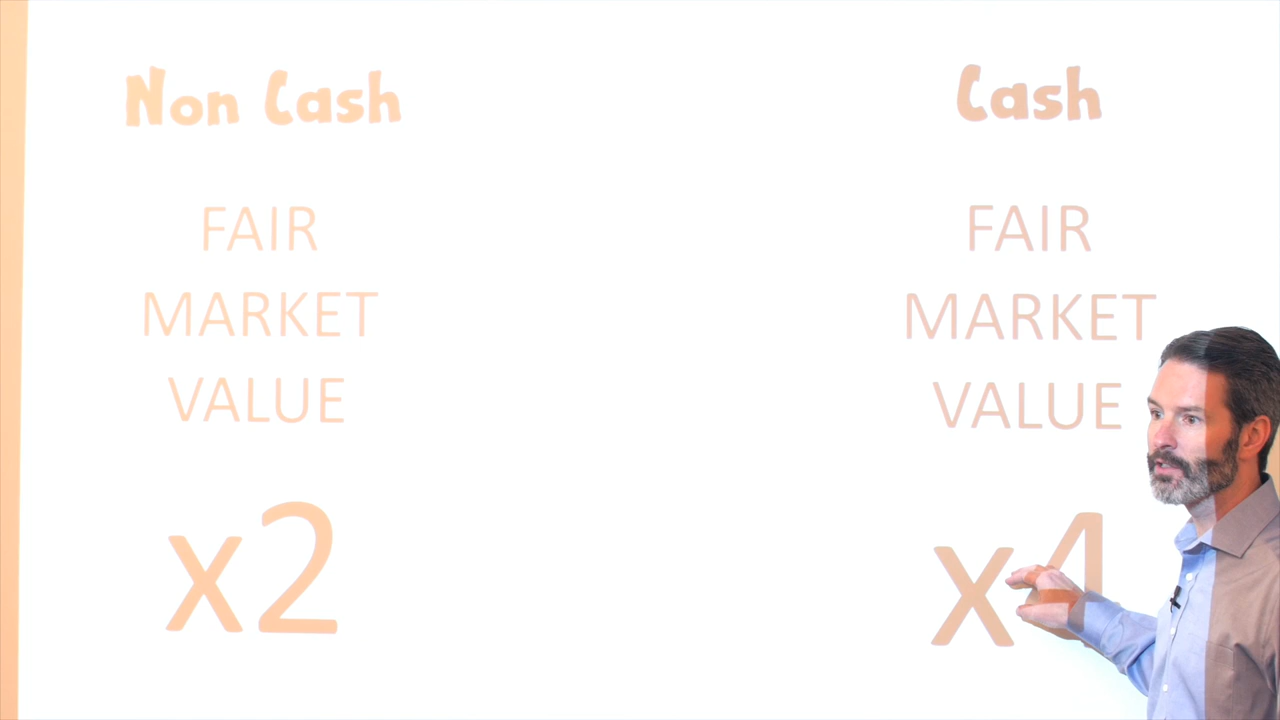 Non Cash
FAIR
MARKET
VALUE
x2
Cash
FAIR
MARKET
VALUE
x4